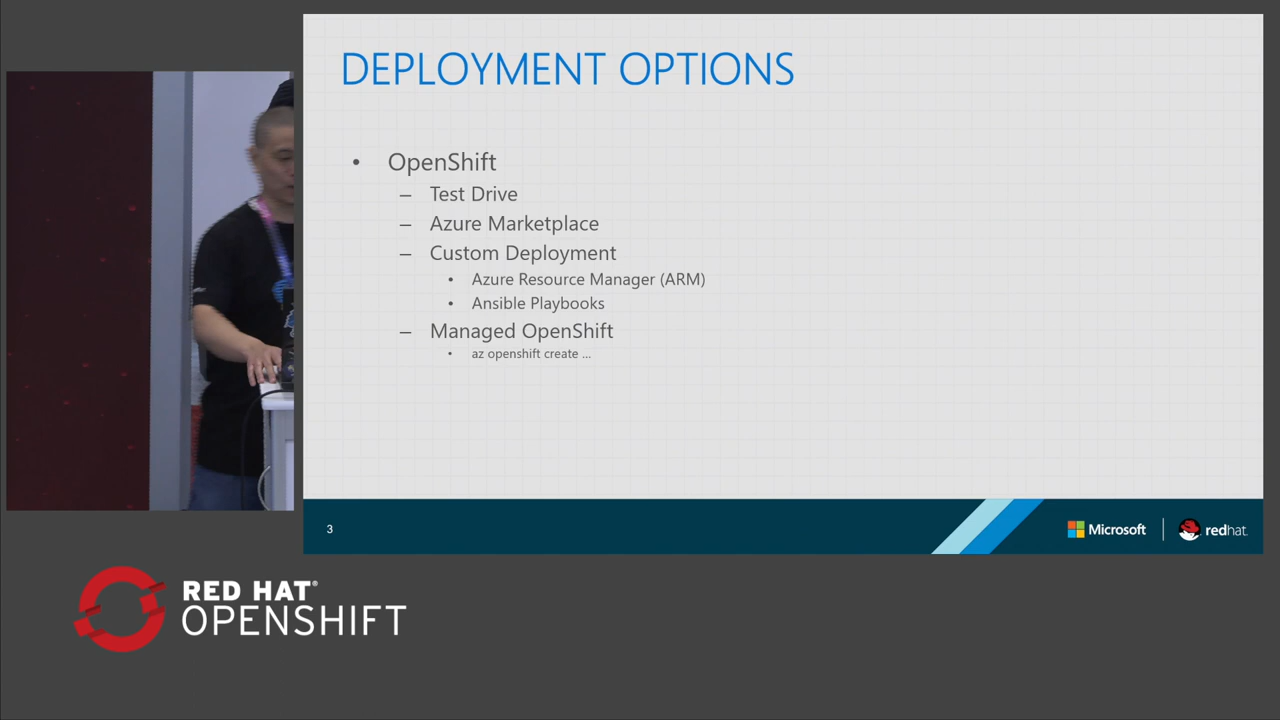 DEPLOYMENT OPTIONS
• OpenShift
– Test Drive
– Azure Marketplace
– Custom Deployment
• Azure Resource Manager (ARM)
• Ansible Playbooks
– Managed OpenShift
• az openshift create ...
3
Microsoft
redhat.
RED HAT®
OPENSHIFT